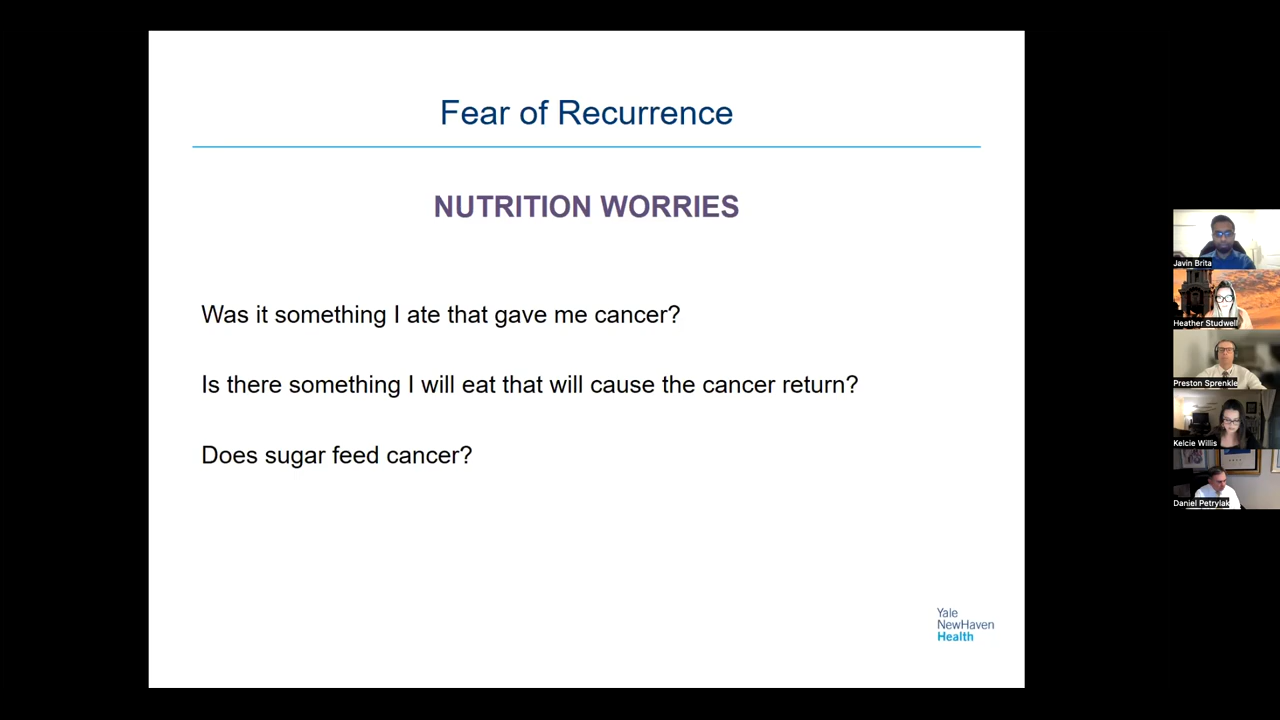 Fear of Recurrence
NUTRITION WORRIES
Was it something I ate that gave me cancer?
Is there something I will eat that will cause the cancer return?
Does sugar feed cancer?
Yale
NewHaven
Health
Javin Brita
Heather Studwell
Preston Sprenkle
Kelcie Willis
Daniel Petrylak